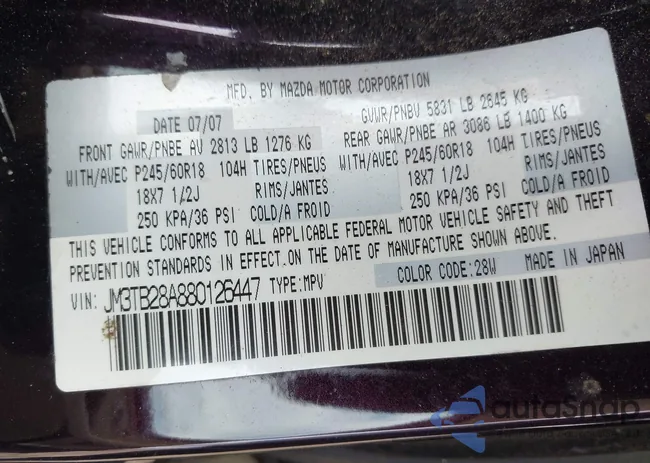 MFD. BY MAZDA MOTOR CORPORATION
DATE 07/07 GVWR/PNBV 5831 LB 2645 KG
FRONT GAWR/PNBE AV 2813 LB 1276 KG REAR GAWR/PNBE AR 3086 LB 1400 KG
WITH/AVEC P245/60R18 104H TIRES/PNEUS WITH/AVEC P245/60R18 104H TIRES/PNEUS
18X7 1/2J RIMS/JANTES 18X7 1/2J RIMS/JANTES
250 KPA/36 PSI COLD/A FROID 250 KPA/36 PSI COLD/A FROID
THIS VEHICLE CONFORMS TO ALL APPLICABLE FEDERAL MOTOR VEHICLE SAFETY AND THEFT
PREVENTION STANDARDS IN EFFECT.ON THE DATE OF MANUFACTURE SHOWN ABOVE.
COLOR CODE:28W MADE IN JAPAN
VIN: JM3TB28A880126447 TYPE:MPV
autoSnap